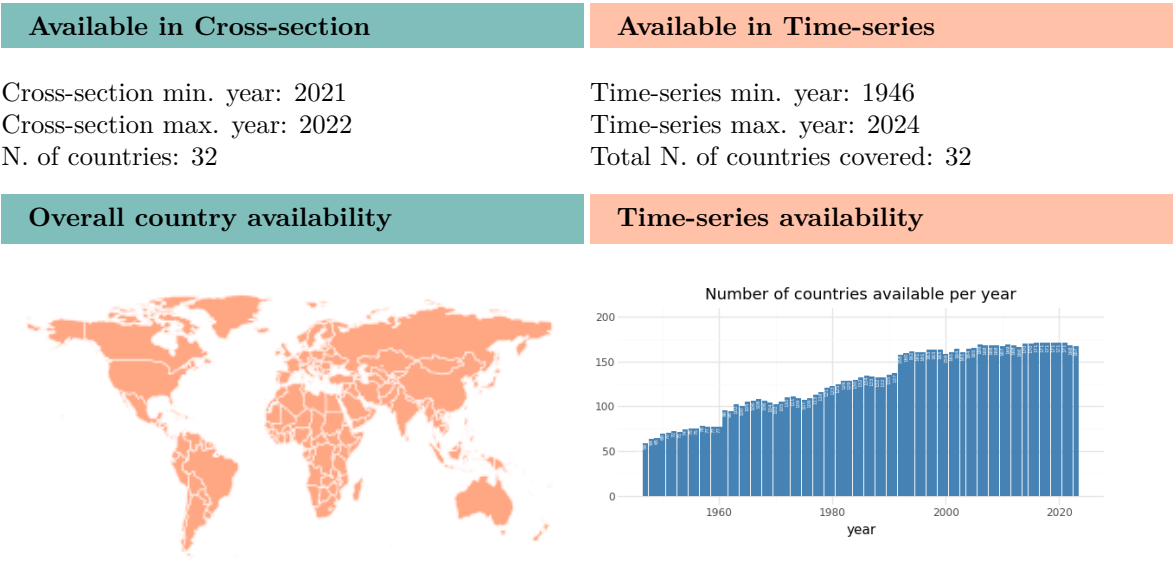 Available in Cross-section
Available in Time-series
Cross-section min. year: 2021
Cross-section max. year: 2022
N. of countries: 32
Time-series min. year: 1946
Time-series max. year: 2024
Total N. of countries covered: 32
Overall country availability
Time-series availability
Number of countries available per year
200
150
100
50
0
1960 1980 2000 2020
year